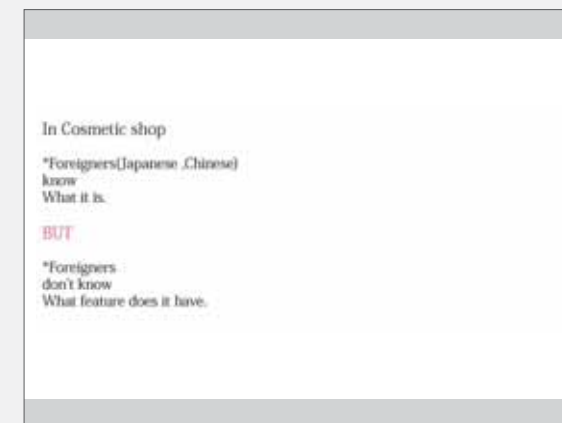 In Cosmetic shop
*Foreigners(Japanese ,Chinese)
know
What it is.
BUT
*Foreigners
don't know
What feature does it have.